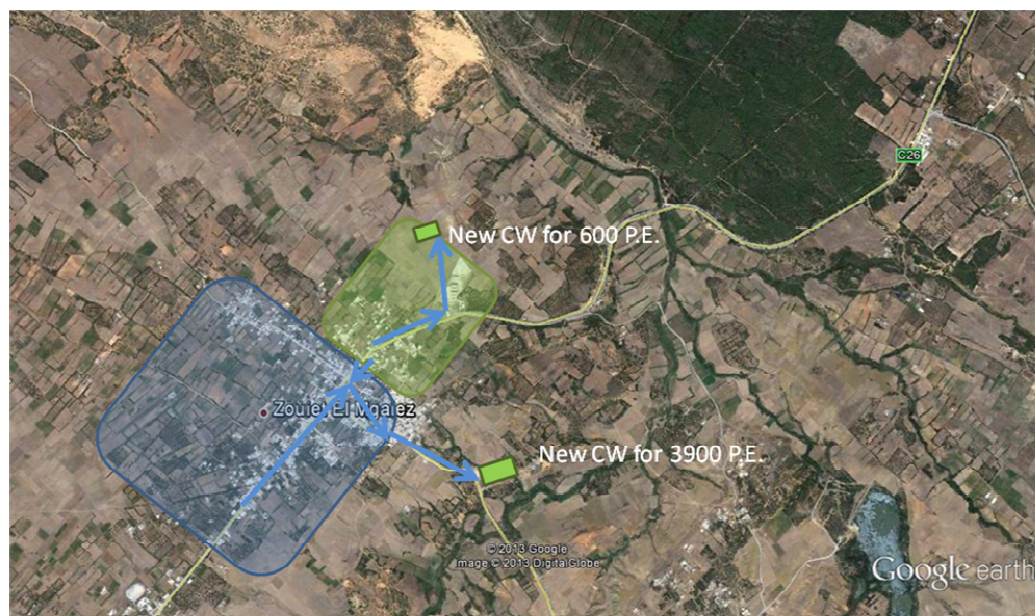 C26
New CW for 600 P.E.
Zouiet El Mgaiez
New CW for 3900 P.E.
© 2013 Google
Image © 2013 DigitalGlobe
Google earth